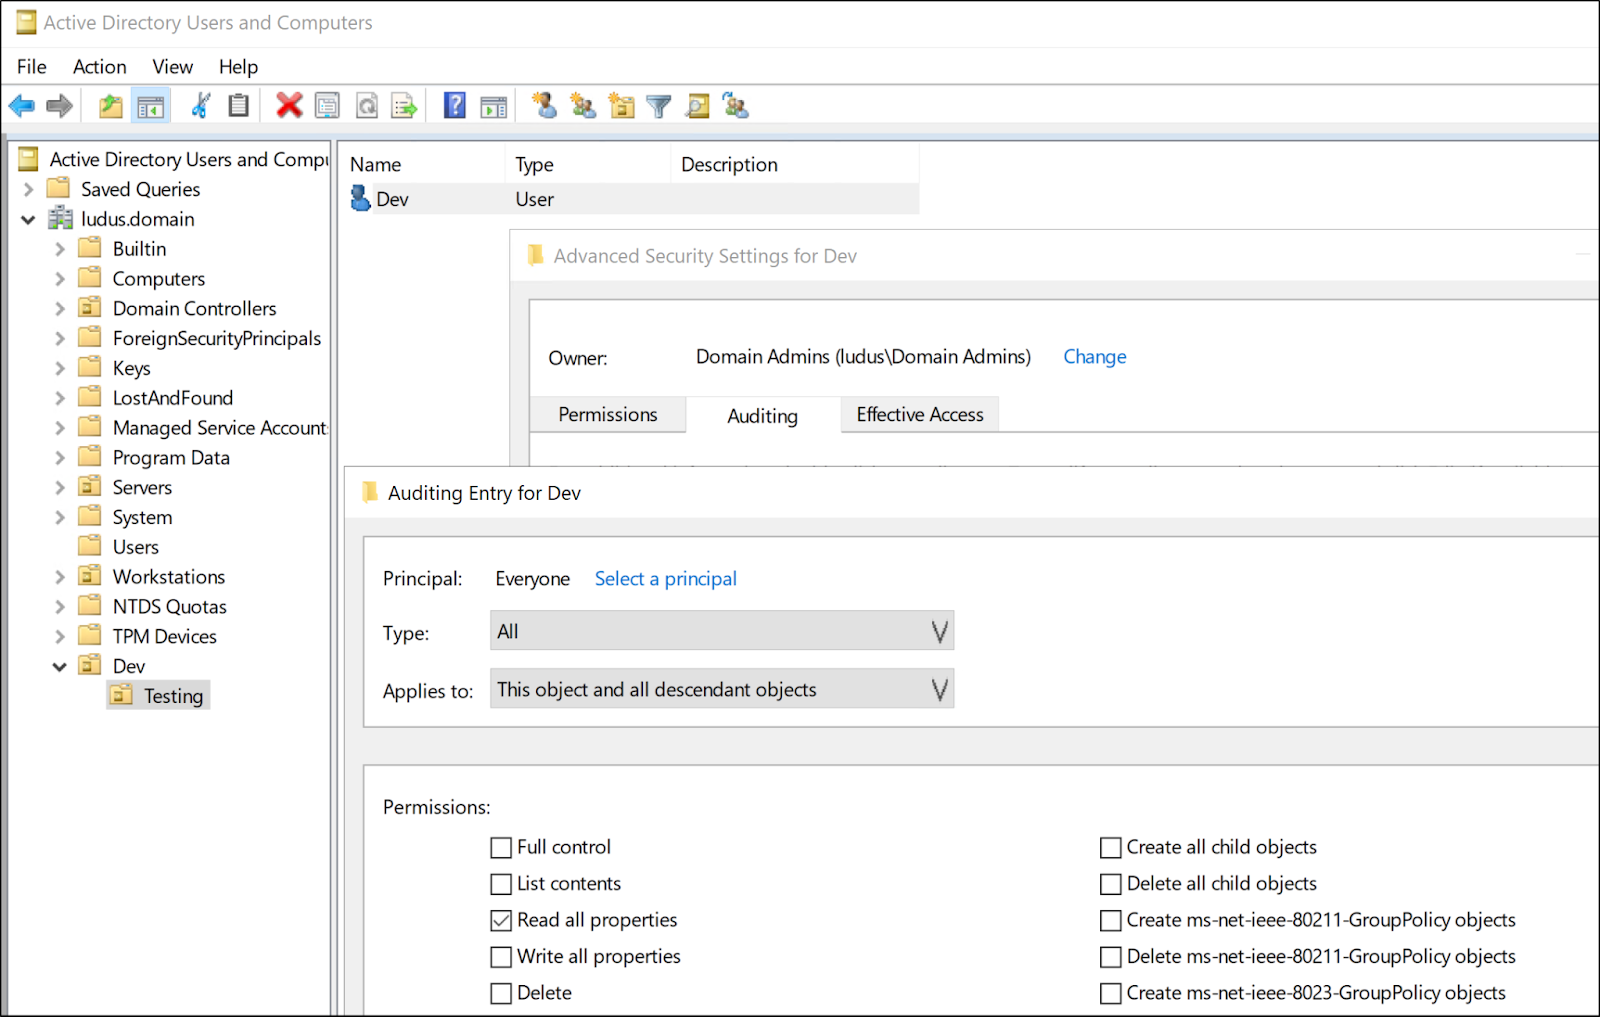 Active Directory Users and Computers
File Action View Help
Active Directory Users and Compu
Saved Queries
ludus.domain
Builtin
Computers
Domain Controllers
ForeignSecurityPrincipals
Keys
LostAndFound
Managed Service Account
Program Data
Servers
System
Users
Workstations
NTDS Quotas
TPM Devices
Dev
Testing
Name Type Description
Dev User
Advanced Security Settings for Dev
Owner: Domain Admins (ludus\Domain Admins) Change
Permissions Auditing Effective Access
Auditing Entry for Dev
Principal: Everyone Select a principal
Type: All
Applies to: This object and all descendant objects
Permissions:
Full control
List contents
Read all properties
Write all properties
Delete
Create all child objects
Delete all child objects
Create ms-net-ieee-80211-GroupPolicy objects
Delete ms-net-ieee-80211-GroupPolicy objects
Create ms-net-ieee-8023-GroupPolicy objects